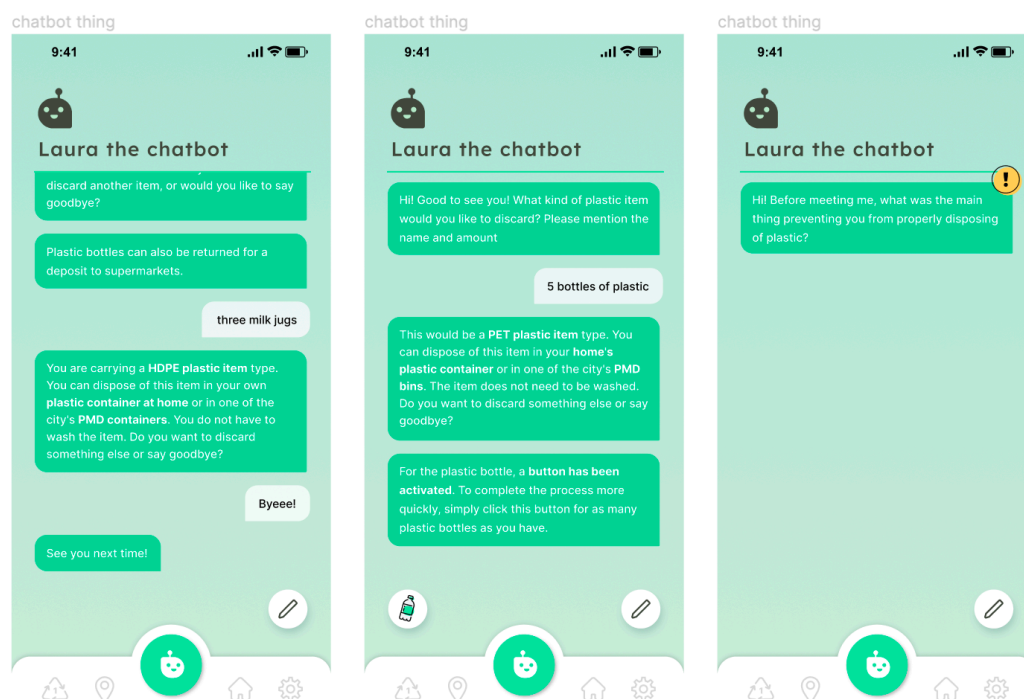 chatbot thing
9:41
Laura the chatbot
discard another item, or would you like to say
goodbye?
Plastic bottles can also be returned for a
deposit to supermarkets.
three milk jugs
You are carrying a HDPE plastic item type.
You can dispose of this item in your own
plastic container at home or in one of the
city's PMD containers. You do not have to
wash the item. Do you want to discard
something else or say goodbye?
Byeee!
See you next time!
1
chatbot thing
9:41
Laura the chatbot
Hi! Good to see you! What kind of plastic item
would you like to discard? Please mention the
name and amount
5 bottles of plastic
This would be a PET plastic item type. You
can dispose of this item in your home's
plastic container or in one of the city's PMD
bins. The item does not need to be washed.
Do you want to discard something else or say
goodbye?
For the plastic bottle, a button has been
activated. To complete the process more
quickly, simply click this button for as many
plastic bottles as you have.
1
chatbot thing
9:41
Laura the chatbot
!
Hi! Before meeting me, what was the main
thing preventing you from properly disposing
of plastic?
1